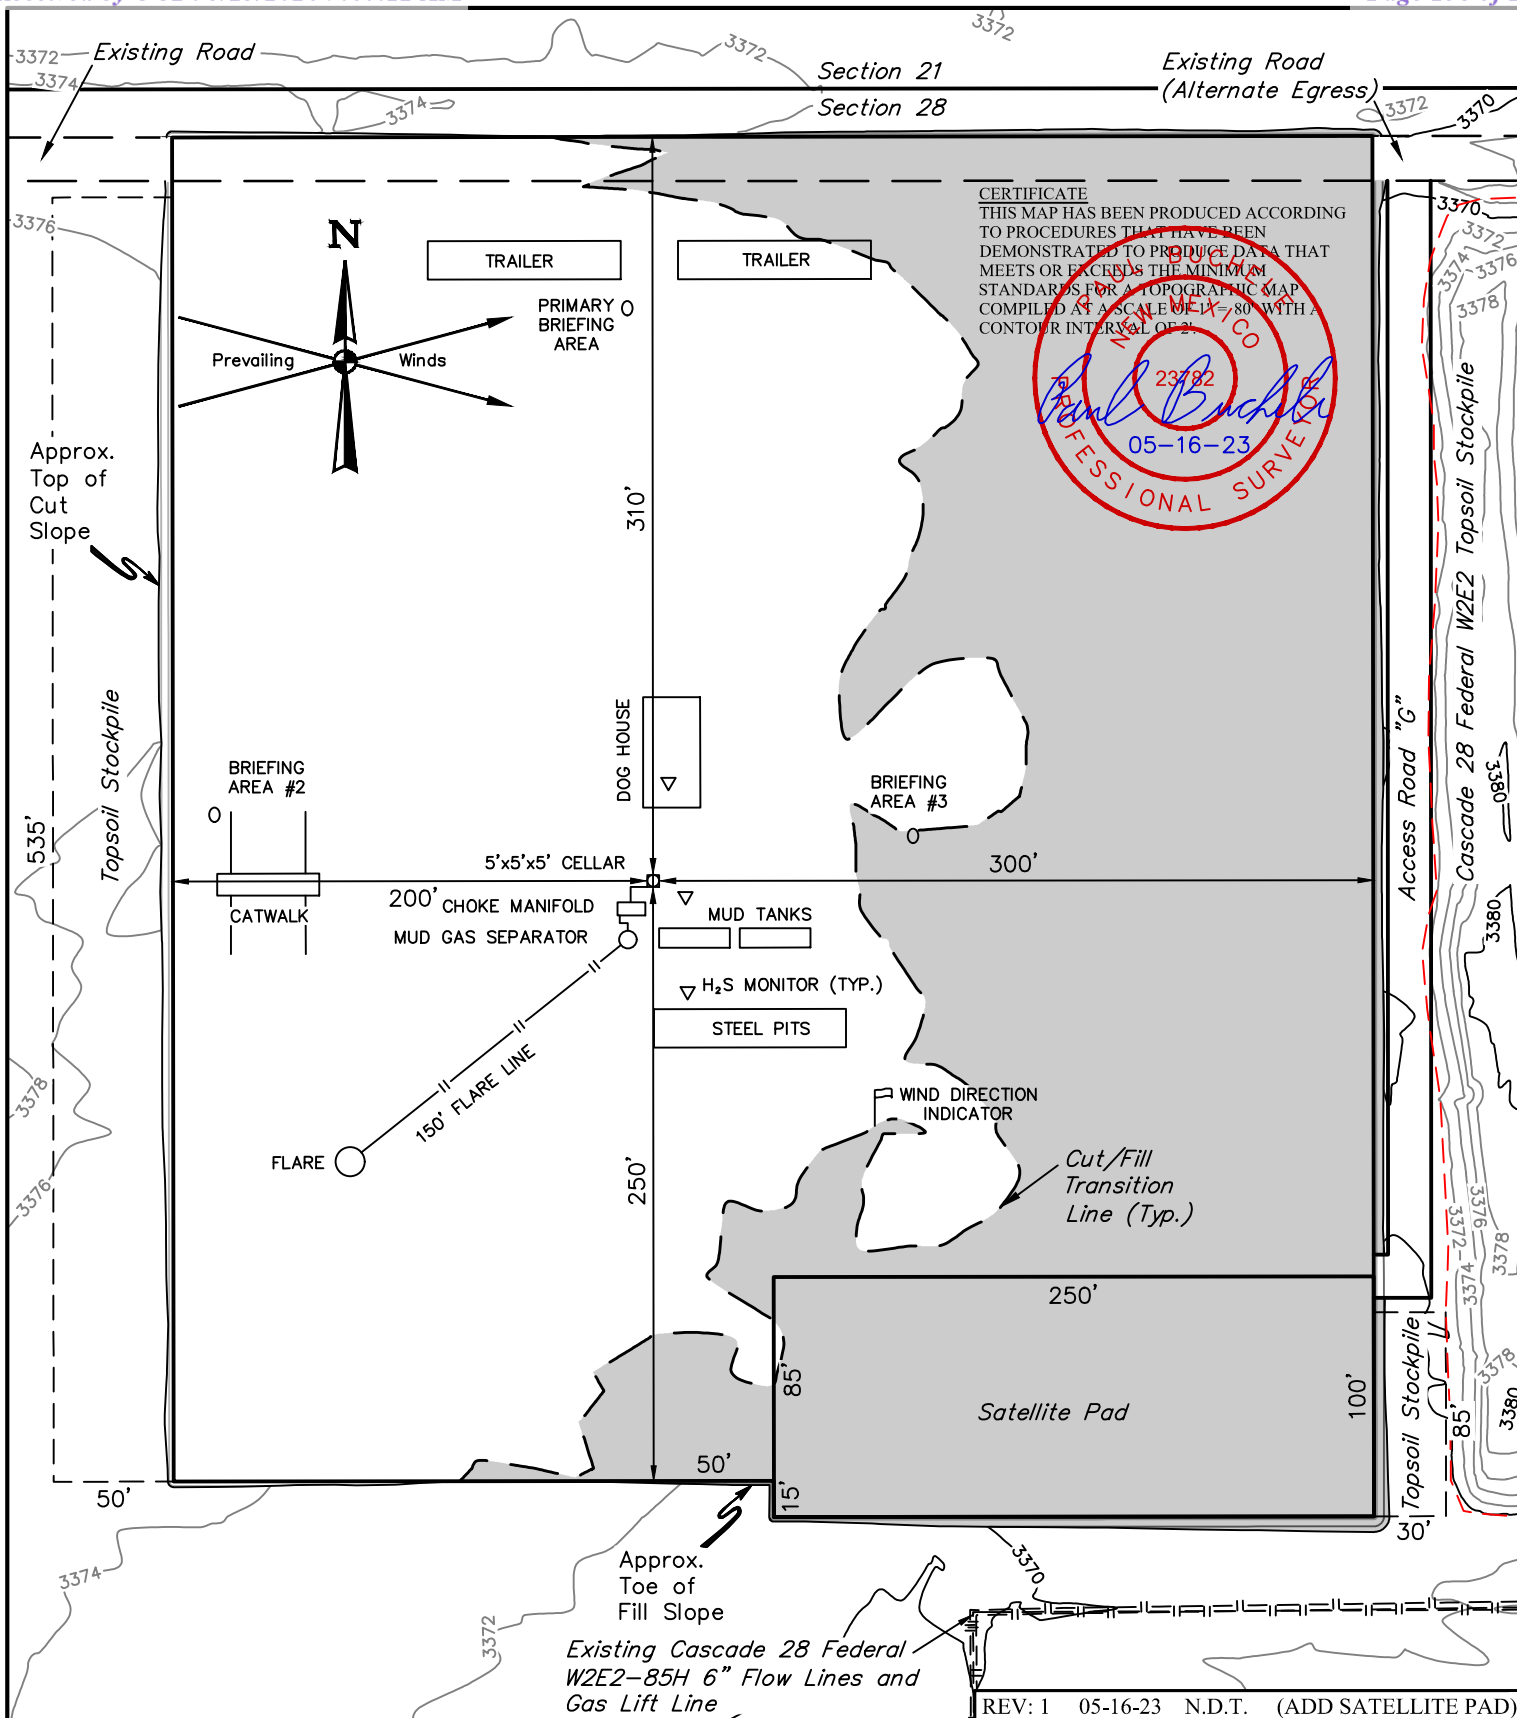 3372
Existing Road
3374
3374
3372
3372
Section 21
Section 28
Existing Road
(Alternate Egress)
3372
3370
3376
N
Prevailing
Winds
TRAILER
TRAILER
PRIMARY
BRIEFING
AREA
CERTIFICATE
THIS MAP HAS BEEN PRODUCED ACCORDING
TO PROCEDURES THAT HAVE BEEN
DEMONSTRATED TO PRODUCE DATA THAT
MEETS OR EXCEEDS THE MINIMUM
STANDARDS FOR A TOPOGRAPHIC MAP
COMPILED AT A SCALE OF 1" = 80' WITH A
CONTOUR INTERVAL OF 2'.
PAUL BUCHELE
NEW MEXICO
23782
PROFESSIONAL SURVEYOR
Paul Buchele
05-16-23
3370
3372
3374
3376
3378
Approx.
Top of
Cut
Slope
310'
Cascade 28 Federal W2E2 Topsoil Stockpile
Topsoil Stockpile
535'
DOG HOUSE
BRIEFING
AREA #2
BRIEFING
AREA #3
Access Road "G"
3380
3380
5'x5'x5' CELLAR
200'
300'
CATWALK
CHOKE MANIFOLD
MUD TANKS
MUD GAS SEPARATOR
H₂S MONITOR (TYP.)
STEEL PITS
150' FLARE LINE
FLARE
WIND DIRECTION
INDICATOR
3378
3376
250'
Cut/Fill
Transition
Line (Typ.)
3372
3376
3374
3378
3378
3380
250'
85'
100'
Satellite Pad
Topsoil Stockpile
85'
50'
50'
15'
30'
Approx.
Toe of
Fill Slope
3374
3372
3370
Existing Cascade 28 Federal
W2E2-85H 6" Flow Lines and
Gas Lift Line
REV: 1 05-16-23 N.D.T. (ADD SATELLITE PAD)